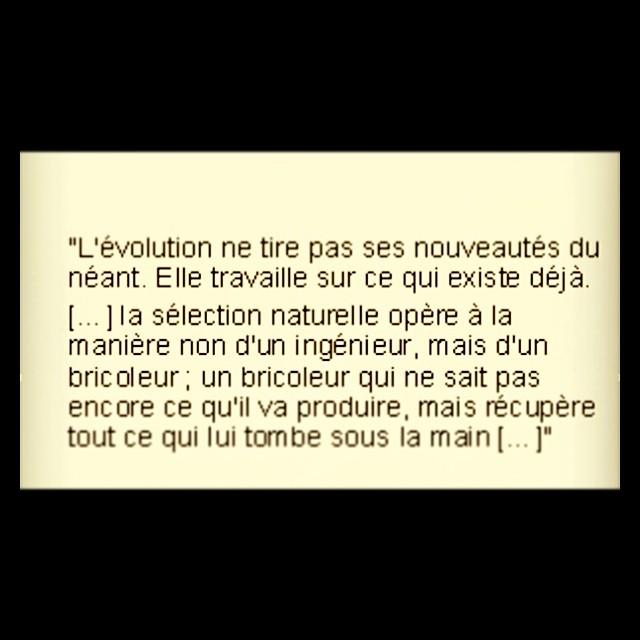 "L'évolution ne tire pas ses nouveautés du
néant. Elle travaille sur ce qui existe déjà.
[...] la sélection naturelle opère à la
manière non d'un ingénieur, mais d'un
bricoleur ; un bricoleur qui ne sait pas
encore ce qu'il va produire, mais récupère
tout ce qui lui tombe sous la main [...]"